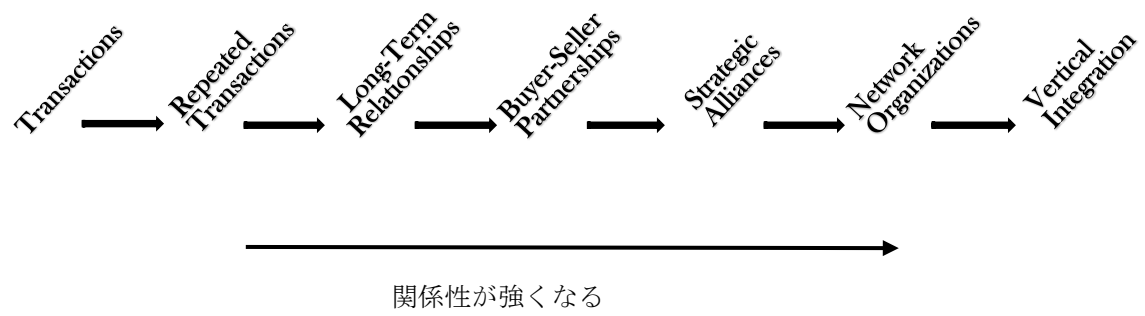 Transactions
Repeated
Transactions
Long-Term
Relationships
Buyer-Seller
Partnerships
Strategic
Alliances
Network
Organizations
Vertical
Integration
関係性が強くなる